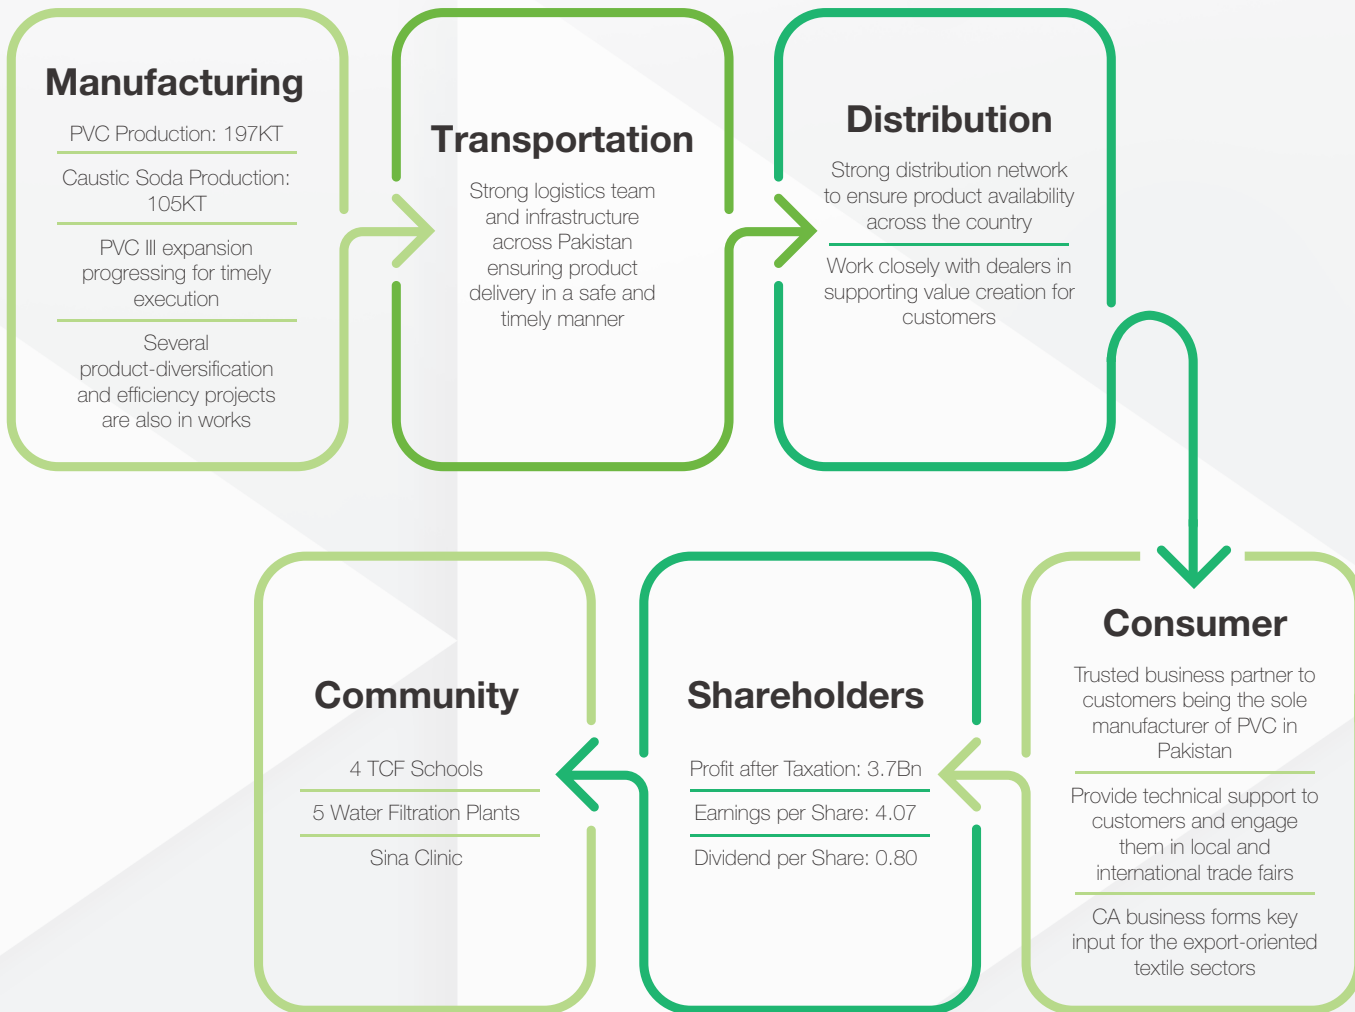 Manufacturing
PVC Production: 197KT
Caustic Soda Production:
105KT
PVC III expansion
progressing for timely
execution
Several
product-diversification
and efficiency projects
are also in works
Transportation
Strong logistics team
and infrastructure
across Pakistan
ensuring product
delivery in a safe and
timely manner
Distribution
Strong distribution network
to ensure product availability
across the country
Work closely with dealers in
supporting value creation for
customers
Consumer
Trusted business partner to
customers being the sole
manufacturer of PVC in
Pakistan
Provide technical support to
customers and engage
them in local and
international trade fairs
CA business forms key
input for the export-oriented
textile sectors
Shareholders
Profit after Taxation: 3.7Bn
Earnings per Share: 4.07
Dividend per Share: 0.80
Community
4 TCF Schools
5 Water Filtration Plants
Sina Clinic